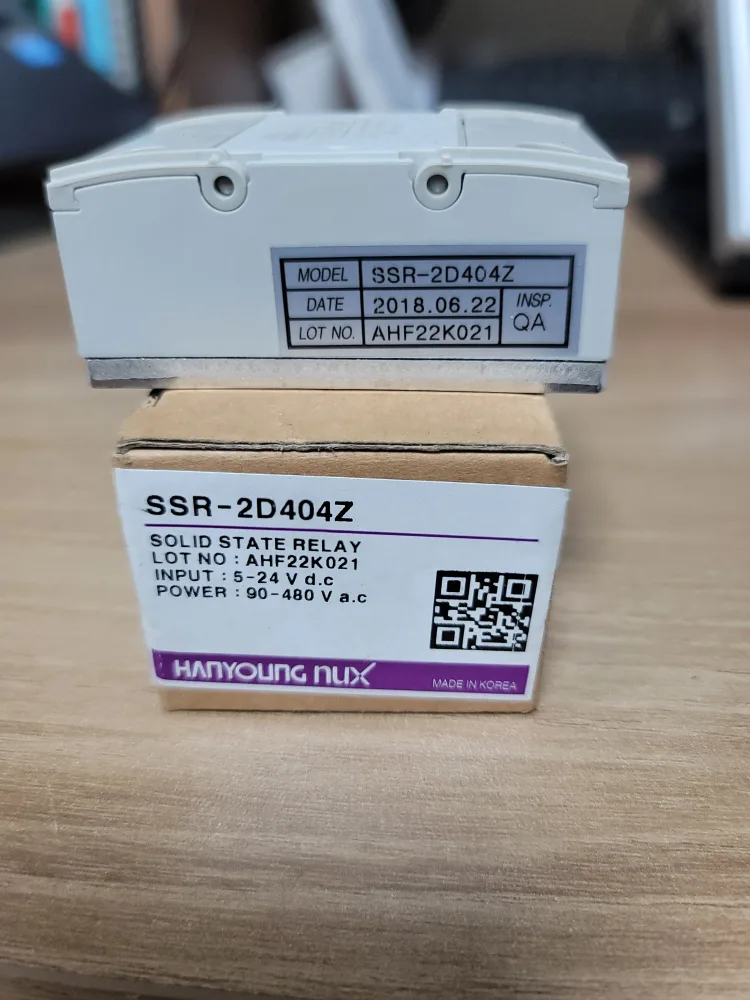 MODEL SSR-2D404Z
DATE 2018.06.22 INSP.
LOT NO. AHF22K021 QA
SSR-2D404Z
SOLID STATE RELAY
LOT NO : AHF22K021
INPUT : 5-24 V d.c
POWER : 90-480 V a.c
HANYOUNG NUX
MADE IN KOREA